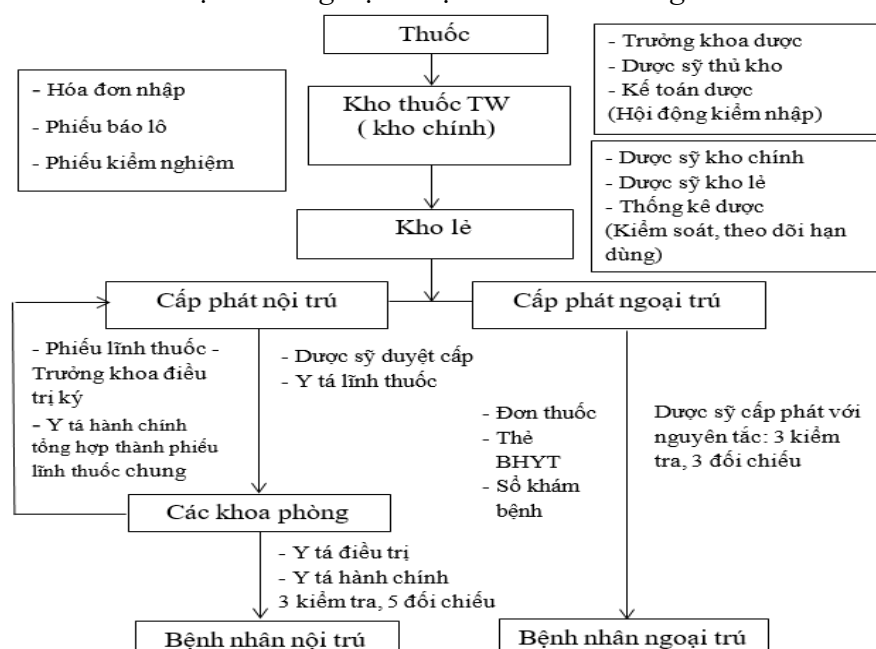 Thuốc
- Trưởng khoa dược
- Dược sỹ thủ kho
- Kế toán dược
(Hội động kiểm nhập)
- Hóa đơn nhập
- Phiếu báo lô
- Phiếu kiểm nghiệm
Kho thuốc TW
( kho chính)
- Dược sỹ kho chính
- Dược sỹ kho lẻ
- Thống kê dược
(Kiểm soát, theo dõi hạn
dùng)
Kho lẻ
Cấp phát nội trú
Cấp phát ngoại trú
- Phiếu lĩnh thuốc -
Trưởng khoa điều
trị ký
- Y tá hành chính
tổng hợp thành phiếu
lĩnh thuốc chung
- Dược sỹ duyệt cấp
- Y tá lĩnh thuốc
- Đơn thuốc
- Thẻ
BHYT
- Sổ khám
bệnh
Dược sỹ cấp phát với
nguyên tắc: 3 kiểm
tra, 3 đối chiếu
Các khoa phòng
- Y tá điều trị
- Y tá hành chính
3 kiểm tra, 5 đối chiếu
Bệnh nhân nội trú
Bệnh nhân ngoại trú